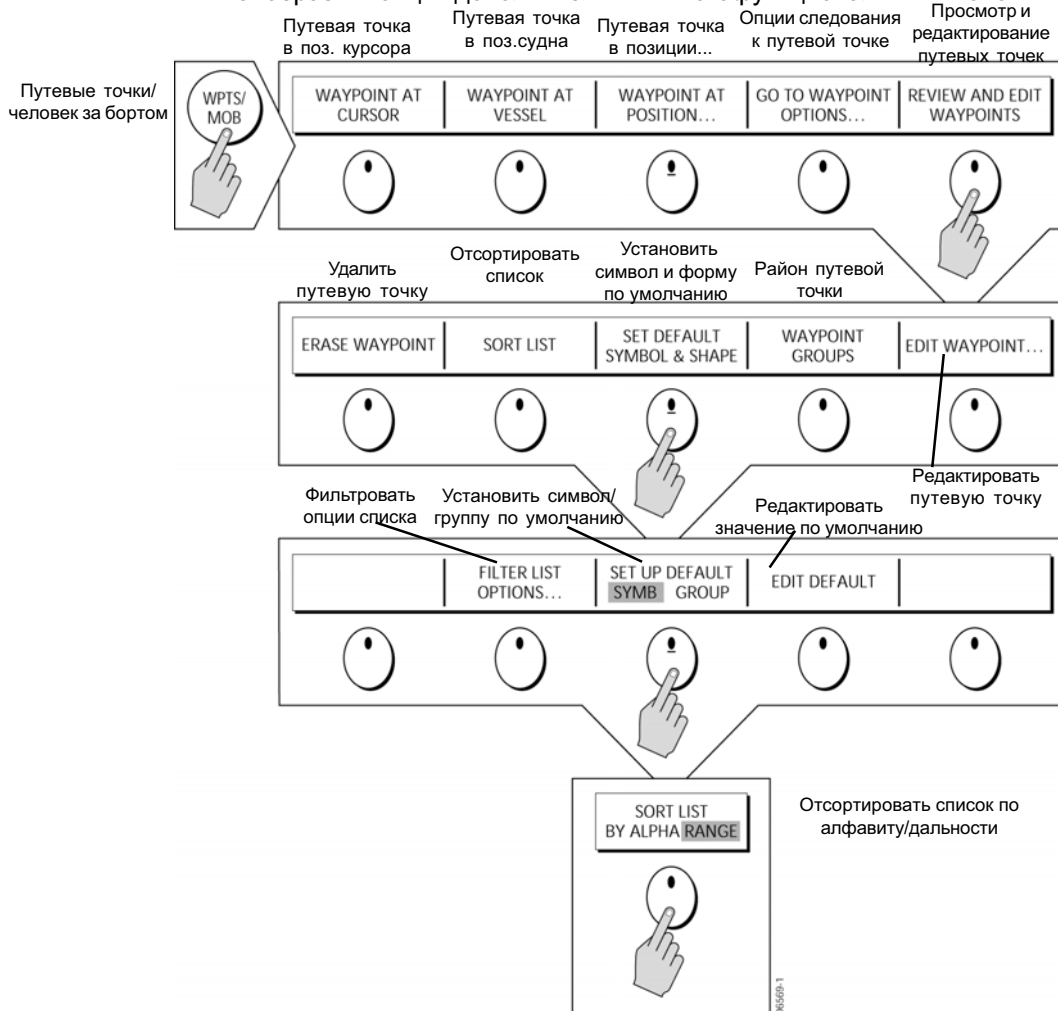 Путевая точка
в поз. курсора
Путевая точка
в поз.судна
Путевая точка
в позиции...
Опции следования
к путевой точке
Просмотр и
редактирование
путевых точек
Путевые точки/
человек за бортом
WPTS/
MOB
WAYPOINT AT
CURSOR
WAYPOINT AT
VESSEL
WAYPOINT AT
POSITION...
GO TO WAYPOINT
OPTIONS...
REVIEW AND EDIT
WAYPOINTS
Удалить
путевую точку
Отсортировать
список
Установить
символ и форму
по умолчанию
Район путевой
точки
ERASE WAYPOINT
SORT LIST
SET DEFAULT
SYMBOL & SHAPE
WAYPOINT
GROUPS
EDIT WAYPOINT...
Редактировать
путевую точку
Фильтровать
опции списка
Установить символ/
группу по умолчанию
Редактировать
значение по умолчанию
FILTER LIST
OPTIONS...
SET UP DEFAULT
SYMB GROUP
EDIT DEFAULT
SORT LIST
BY ALPHA RANGE
Отсортировать список по
алфавиту/дальности